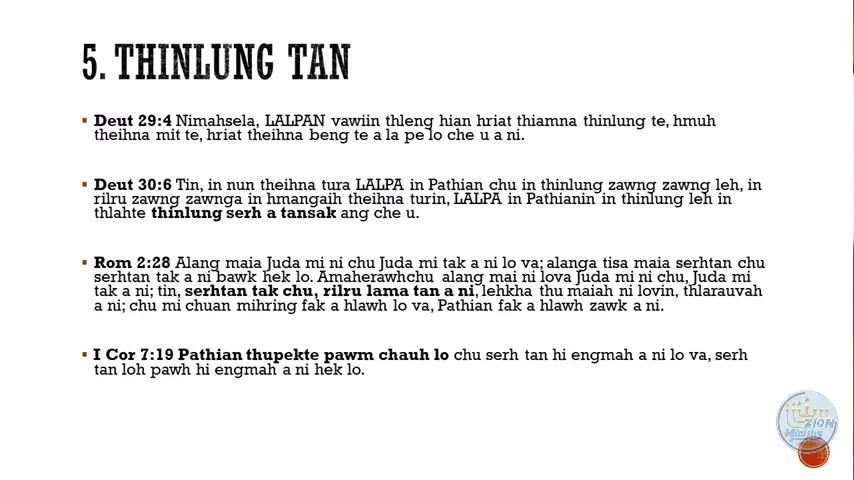 5. THINLUNG TAN
▪ Deut 29:4 Nimahsela, LALPAN vawiin thleng hian hriat thiamna thinlung te, hmuh
theihna mit te, hriat theihna beng te a la pe lo che u a ni.
▪ Deut 30:6 Tin, in nun theihna tura LALPA in Pathian chu in thinlung zawng zawng leh, in
rilru zawng zawnga in hmangaih theihna turin, LALPA in Pathianin in thinlung leh in
thlahte thinlung serh a tansak ang che u.
▪ Rom 2:28 Alang maia Juda mi ni chu Juda mi tak a ni lo va; alanga tisa maia serhtan chu
serhtan tak a ni bawk hek lo. Amaherawhchu alang mai ni lova Juda mi ni chu, Juda mi
tak a ni; tin, serhtan tak chu, rilru lama tan a ni, lehkha thu maiah ni lovin, thlarauvah
a ni; chu mi chuan mihring fak a hlawh lo va, Pathian fak a hlawh zawk a ni.
▪ I Cor 7:19 Pathian thupekte pawm chauh lo chu serh tan hi engmah a ni lo va, serh
tan loh pawh hi engmah a ni hek lo.
ZION
Ministry